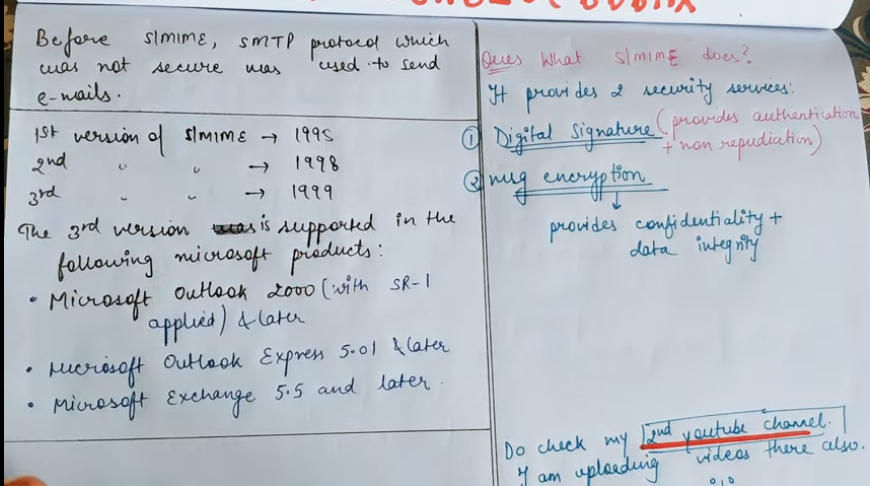 Before S/MIME, SMTP protocol which
was not secure was used to send
e-mails.
1st version of S/MIME → 1995
2nd " " → 1998
3rd " " → 1999
The 3rd version is supported in the
following microsoft products:
• Microsoft Outlook 2000 (with SR-1
applied) & later
• Microsoft Outlook Express 5.01 & later
• Microsoft Exchange 5.5 and later.
Ques What S/MIME does?
It provides 2 security services:
① Digital Signature (provides authentication
+ non repudiation)
② msg encryption
↓
provides confidentiality +
data integrity
Do check my 2nd youtube channel.
I am uploading videos there also.